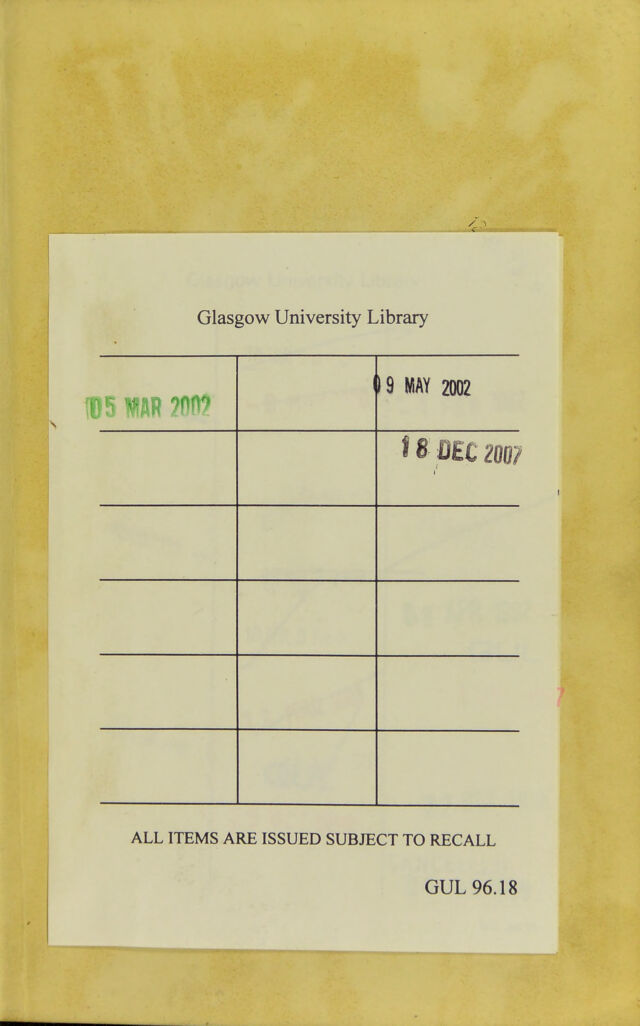 Glasgow University Library
05 MAR 2002
09 MAY 2002
18 DEC 2007
ALL ITEMS ARE ISSUED SUBJECT TO RECALL
GUL 96.18